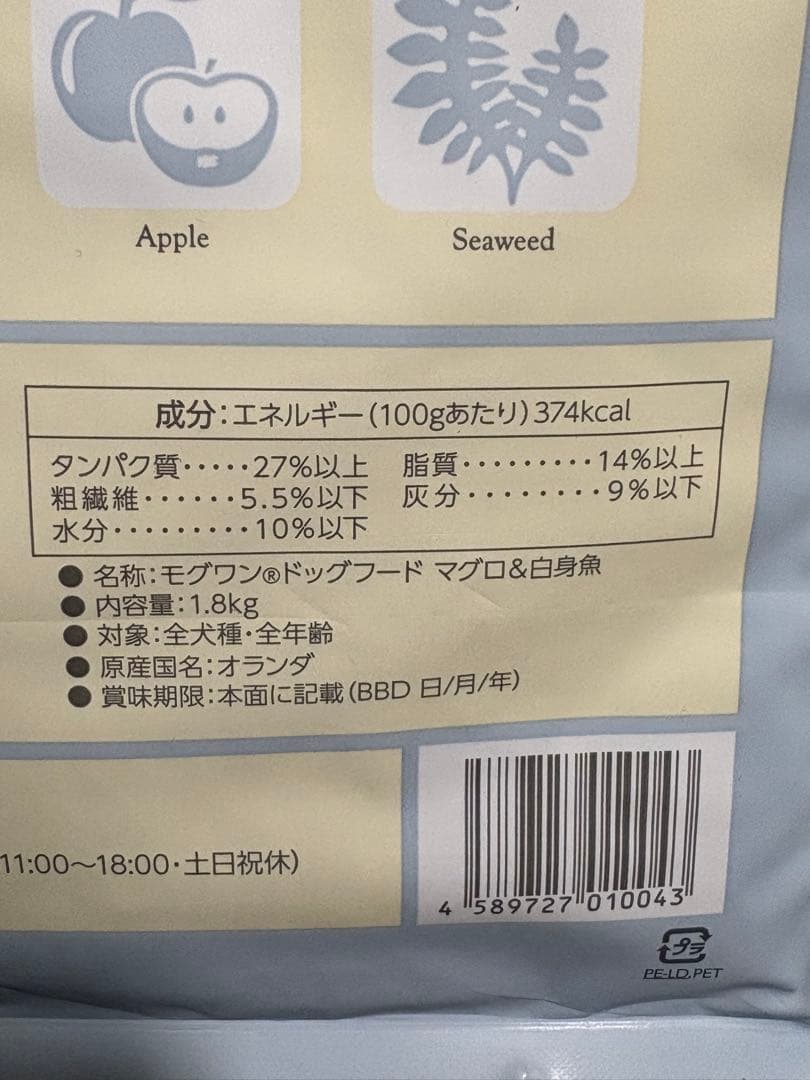 Apple
Seaweed
成分:エネルギー(100gあたり)374kcal
タンパク質·····27%以上 脂質·········14%以上
粗繊維······5.5%以下 灰分········9%以下
水分·········10%以下
● 名称:モグワン®ドッグフード マグロ&白身魚
● 内容量:1.8kg
● 対象:全犬種・全年齢
● 原産国名:オランダ
● 賞味期限:本面に記載(BBD 日/月/年)
11:00〜18:00・土日祝休)
4 589727 010043
プラ
PE-LD,PET